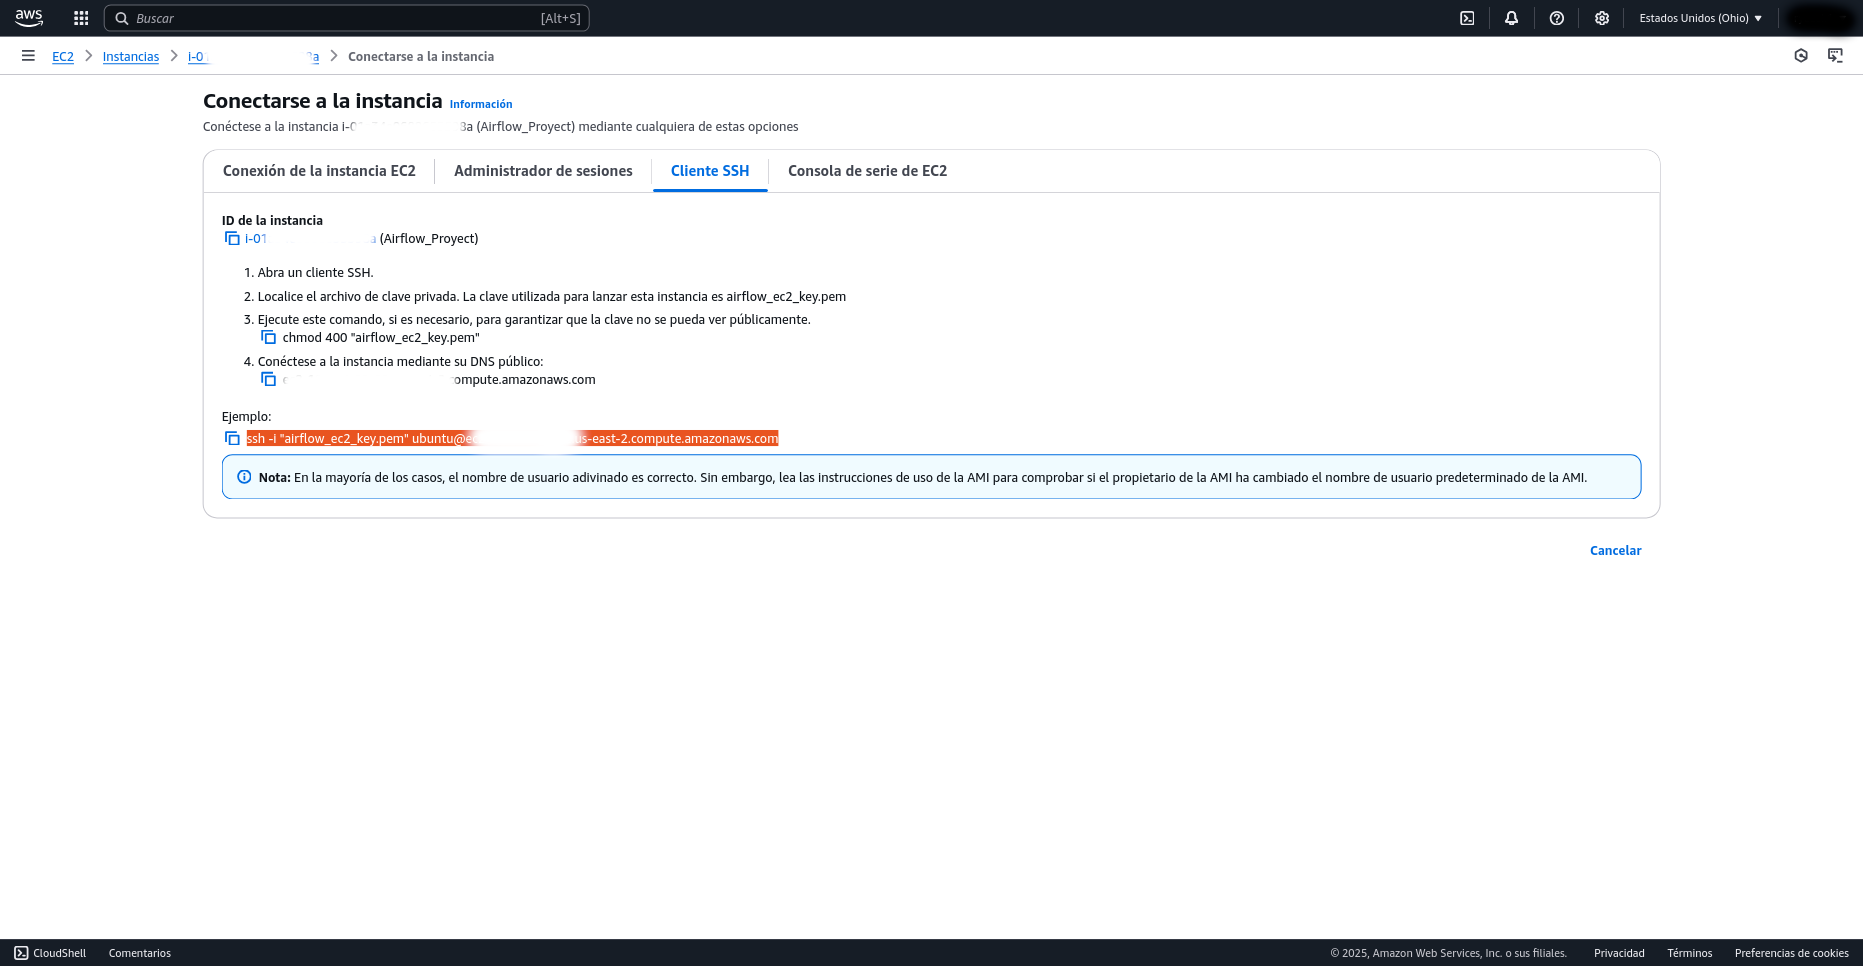 aws Buscar [Alt+S] Estados Unidos (Ohio)
EC2 Instancias i-0 a Conectarse a la instancia
Conectarse a la instancia Información
Conéctese a la instancia i-0 8a (Airflow_Proyect) mediante cualquiera de estas opciones
Conexión de la instancia EC2 Administrador de sesiones Cliente SSH Consola de serie de EC2
ID de la instancia
i-01 a (Airflow_Proyect)
1. Abra un cliente SSH.
2. Localice el archivo de clave privada. La clave utilizada para lanzar esta instancia es airflow_ec2_key.pem
3. Ejecute este comando, si es necesario, para garantizar que la clave no se pueda ver públicamente.
chmod 400 "airflow_ec2_key.pem"
4. Conéctese a la instancia mediante su DNS público:
ompute.amazonaws.com
Ejemplo:
ssh -i "airflow_ec2_key.pem" ubuntu@e us-east-2.compute.amazonaws.com
Nota: En la mayoría de los casos, el nombre de usuario adivinado es correcto. Sin embargo, lea las instrucciones de uso de la AMI para comprobar si el propietario de la AMI ha cambiado el nombre de usuario predeterminado de la AMI.
Cancelar
CloudShell Comentarios © 2025, Amazon Web Services, Inc. o sus filiales. Privacidad Términos Preferencias de cookies